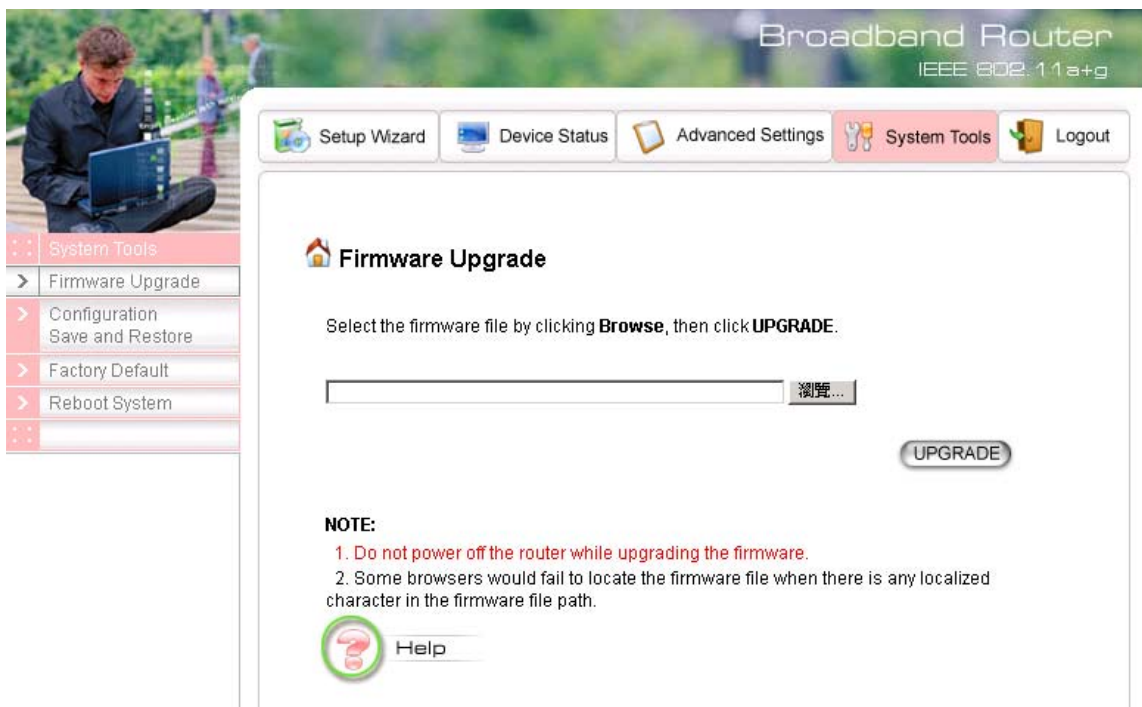 Broadband Router
IEEE 802.11a+g
Setup Wizard
Device Status
Advanced Settings
System Tools
Logout
System Tools
Firmware Upgrade
Configuration
Save and Restore
Factory Default
Reboot System
Firmware Upgrade
Select the firmware file by clicking Browse, then click UPGRADE.
瀏覽...
UPGRADE
NOTE:
1. Do not power off the router while upgrading the firmware.
2. Some browsers would fail to locate the firmware file when there is any localized
character in the firmware file path.
Help